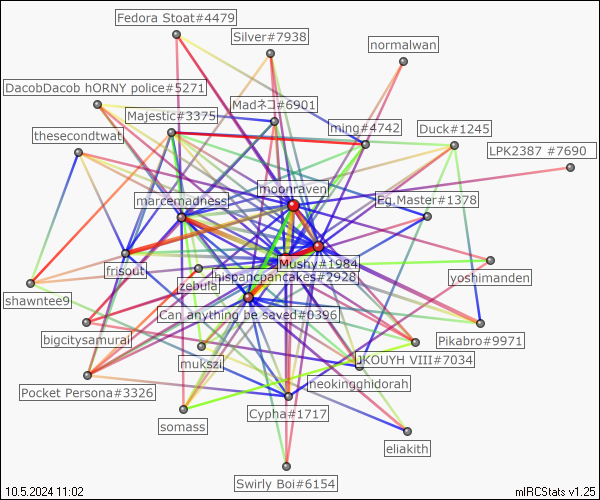 Fedora Stoat#4479
Silver#7938
normalwan
DacobDacob hORNY police#5271
Madネコ#6901
Majestic#3375
ming#4742
Duck#1245
thesecondtwat
LPK2387 #7690
moonraven
marcemadness
Eg.Master#1378
Mushy#1984
frisout
hispancpancakes#2928
yoshimanden
zebula
shawntee9
Can anything be saved#0396
bigcitysamurai
Pikabro#9971
mukszi
JKOUYH VIII#7034
neokingghidorah
Pocket Persona#3326
Cypha#1717
somass
eliakith
Swirly Boi#6154
10.5.2024 11:02
mIRCStats v1.25